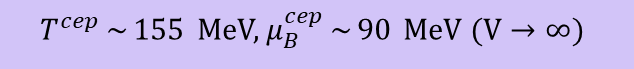 T^{cep} ~ 155 MeV, μ_B^{cep} ~ 90 MeV (V → ∞)